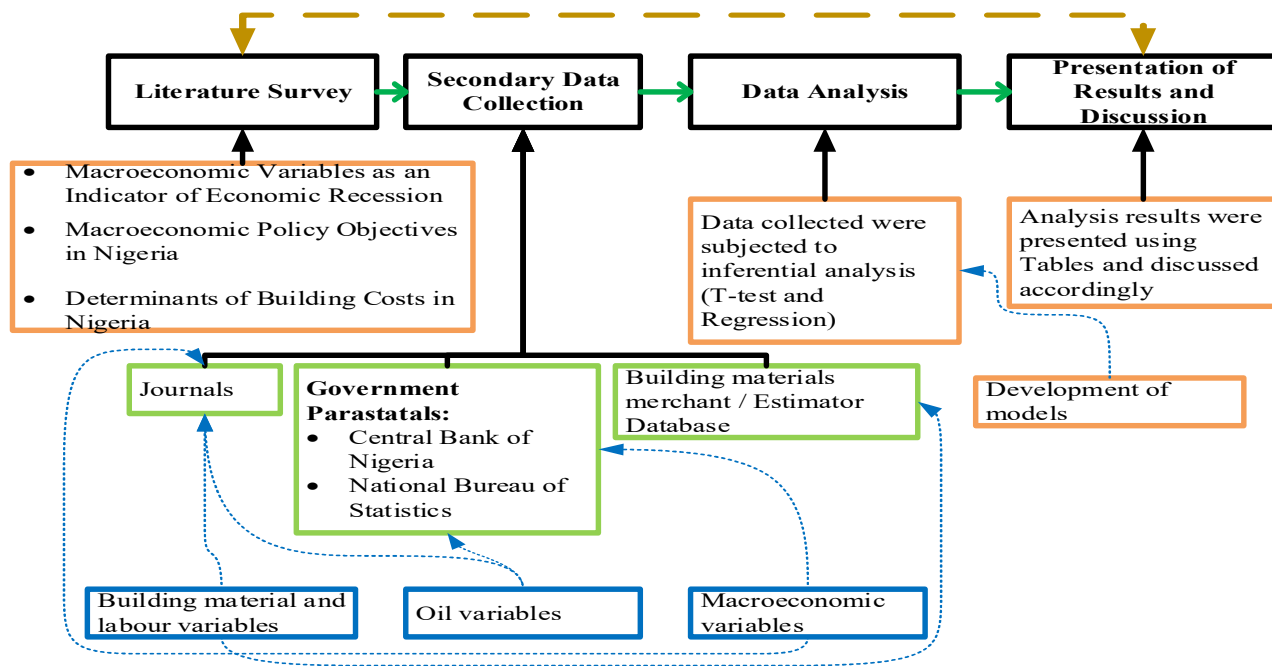 Literature Survey
Secondary Data
Collection
Data Analysis
Presentation of
Results and
Discussion
• Macroeconomic Variables as an
Indicator of Economic Recession
• Macroeconomic Policy Objectives
in Nigeria
• Determinants of Building Costs in
Nigeria
Data collected were
subjected to
inferential analysis
(T-test and
Regression)
Analysis results were
presented using
Tables and discussed
accordingly
Journals
Government
Parastatals:
• Central Bank of
Nigeria
• National Bureau of
Statistics
Building materials
merchant / Estimator
Database
Development of
models
Building material and
labour variables
Oil variables
Macroeconomic
variables